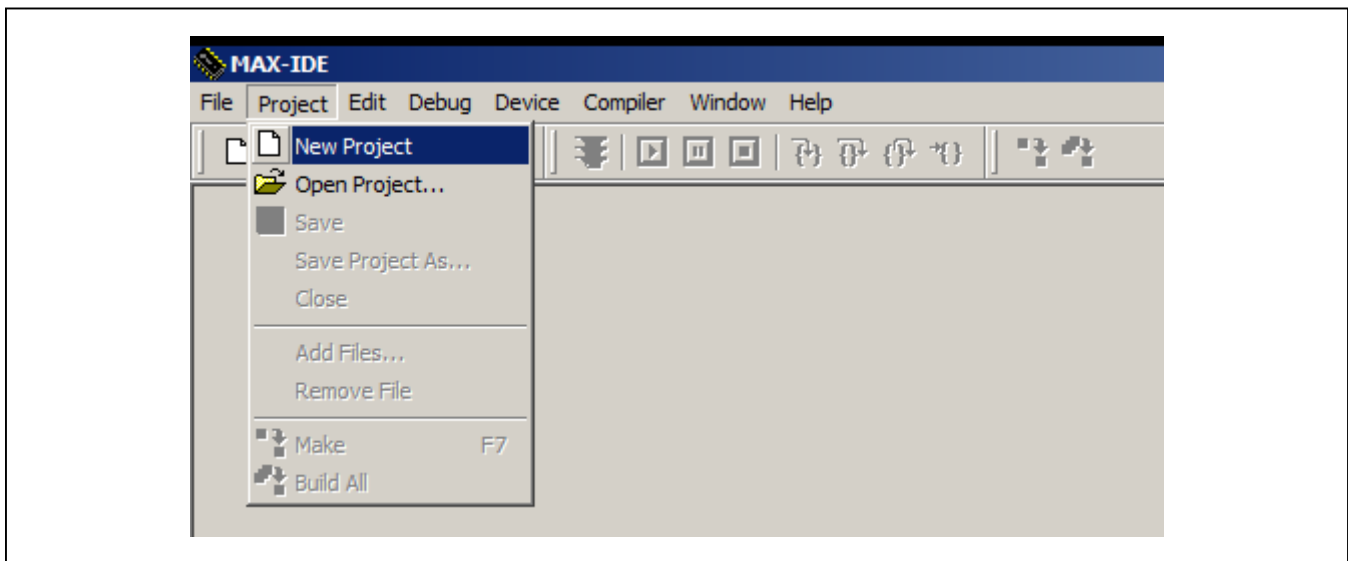 MAX-IDE
File Project Edit Debug Device Compiler Window Help
New Project
Open Project...
Save
Save Project As...
Close
Add Files...
Remove File
Make F7
Build All